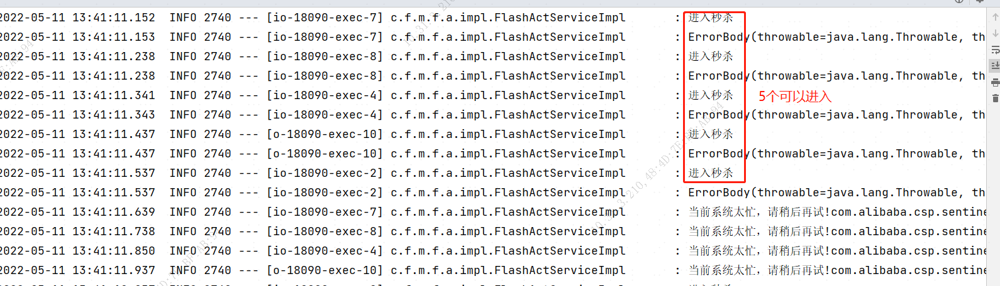 2022-05-11 13:41:11.152 INFO 2740 --- [io-18090-exec-7] c.f.m.f.a.impl.FlashActServiceImpl : 进入秒杀
2022-05-11 13:41:11.153 INFO 2740 --- [io-18090-exec-7] c.f.m.f.a.impl.FlashActServiceImpl : ErrorBody(throwable=java.lang.Throwable, th
2022-05-11 13:41:11.238 INFO 2740 --- [io-18090-exec-8] c.f.m.f.a.impl.FlashActServiceImpl : 进入秒杀
2022-05-11 13:41:11.238 INFO 2740 --- [io-18090-exec-8] c.f.m.f.a.impl.FlashActServiceImpl : ErrorBody(throwable=java.lang.Throwable, th
2022-05-11 13:41:11.341 INFO 2740 --- [io-18090-exec-4] c.f.m.f.a.impl.FlashActServiceImpl : 进入秒杀
5个可以进入
2022-05-11 13:41:11.343 INFO 2740 --- [io-18090-exec-4] c.f.m.f.a.impl.FlashActServiceImpl : ErrorBody(throwable=java.lang.Throwable, th
2022-05-11 13:41:11.437 INFO 2740 --- [o-18090-exec-10] c.f.m.f.a.impl.FlashActServiceImpl : 进入秒杀
2022-05-11 13:41:11.437 INFO 2740 --- [o-18090-exec-10] c.f.m.f.a.impl.FlashActServiceImpl : ErrorBody(throwable=java.lang.Throwable, th
2022-05-11 13:41:11.537 INFO 2740 --- [io-18090-exec-2] c.f.m.f.a.impl.FlashActServiceImpl : 进入秒杀
2022-05-11 13:41:11.537 INFO 2740 --- [io-18090-exec-2] c.f.m.f.a.impl.FlashActServiceImpl : ErrorBody(throwable=java.lang.Throwable, th
2022-05-11 13:41:11.639 INFO 2740 --- [io-18090-exec-7] c.f.m.f.a.impl.FlashActServiceImpl : 当前系统太忙，请稍后再试!com.alibaba.csp.sentine
2022-05-11 13:41:11.738 INFO 2740 --- [io-18090-exec-8] c.f.m.f.a.impl.FlashActServiceImpl : 当前系统太忙，请稍后再试!com.alibaba.csp.sentine
2022-05-11 13:41:11.850 INFO 2740 --- [io-18090-exec-4] c.f.m.f.a.impl.FlashActServiceImpl : 当前系统太忙，请稍后再试!com.alibaba.csp.sentine
2022-05-11 13:41:11.937 INFO 2740 --- [o-18090-exec-10] c.f.m.f.a.impl.FlashActServiceImpl : 当前系统太忙，请稍后再试!com.alibaba.csp.sentine